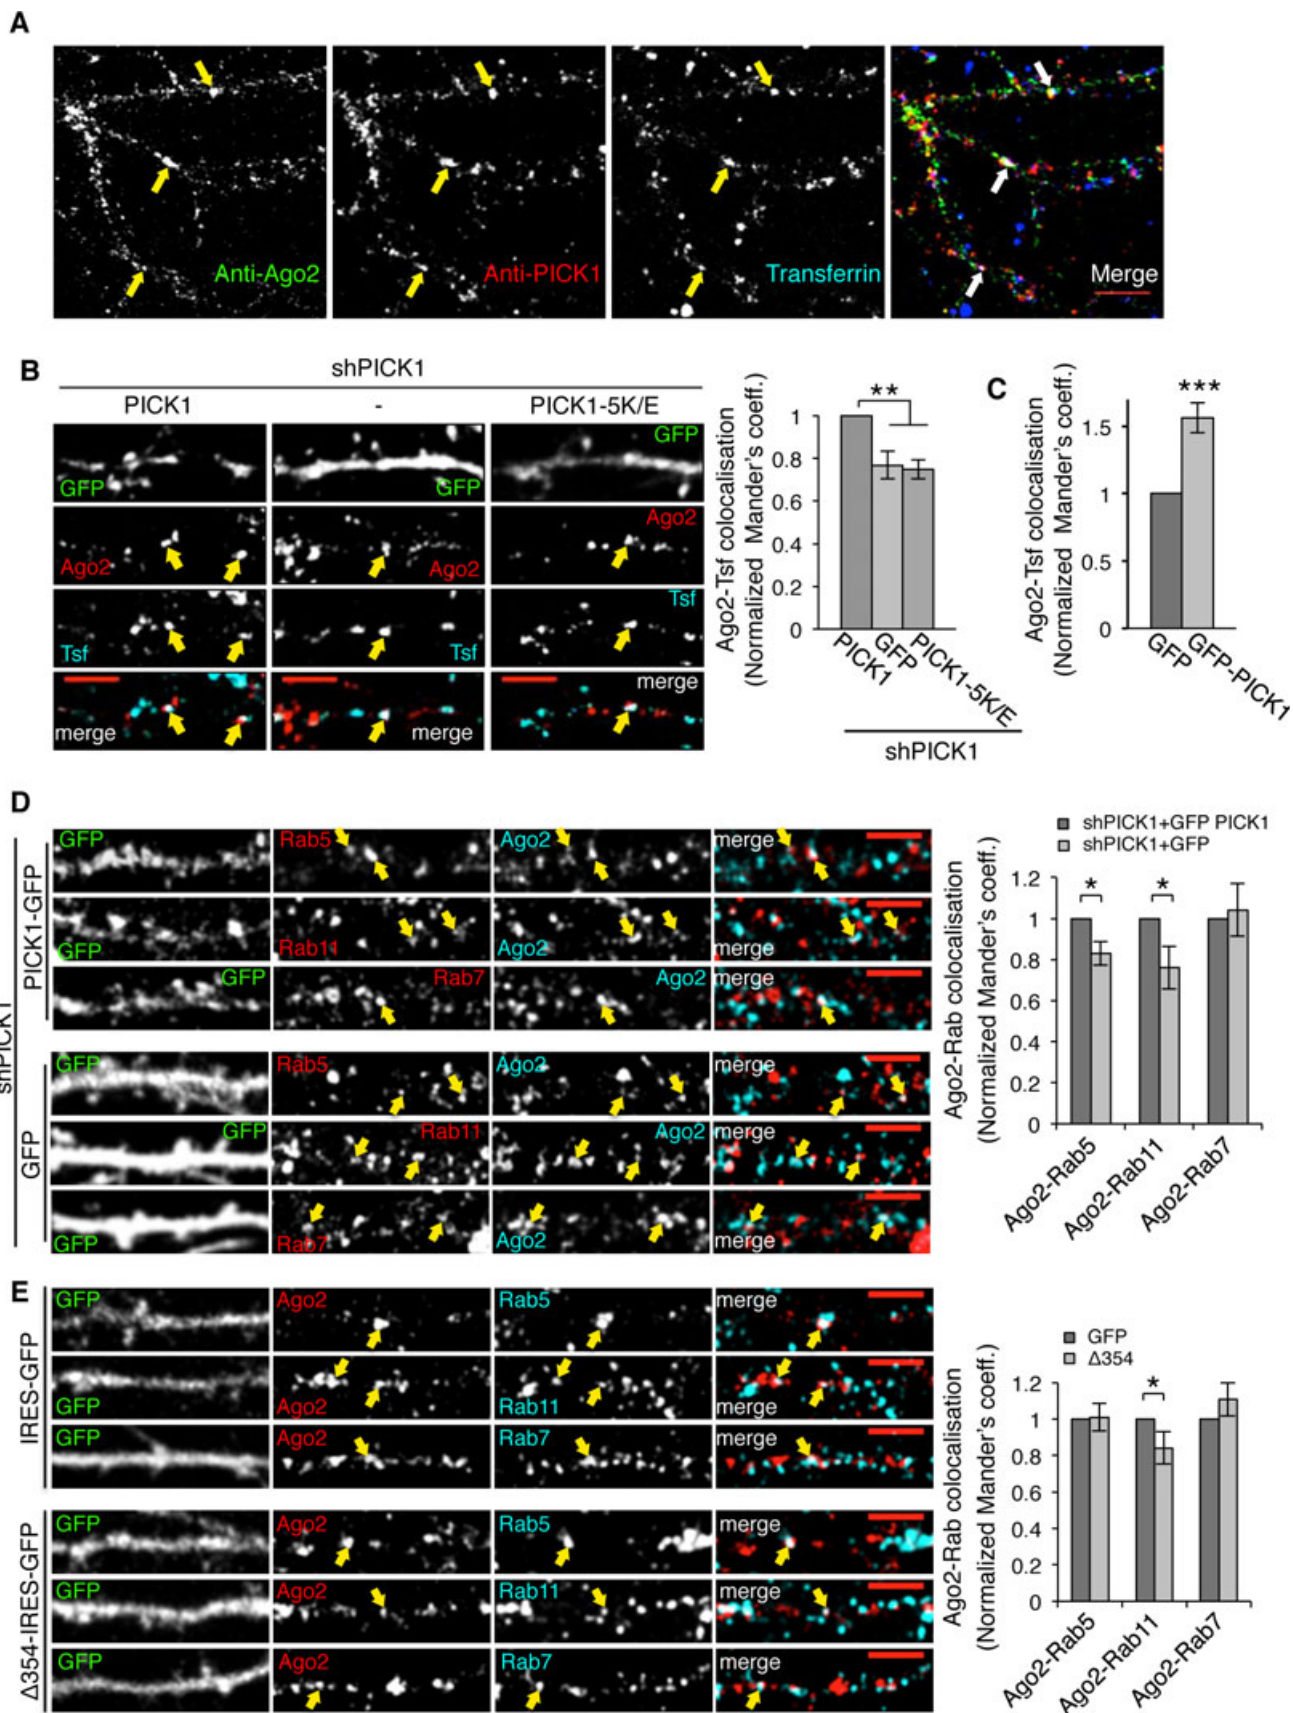 A
Anti-Ago2
Anti-PICK1
Transferrin
Merge
B
shPICK1
PICK1
-
PICK1-5K/E
GFP
GFP
GFP
Ago2
Ago2
Ago2
Tsf
Tsf
Tsf
merge
merge
merge
Ago2-Tsf colocalisation
(Normalized Mander's coeff.)
**
1
0.8
0.6
0.4
0.2
0
PICK1
GFP
PICK1-5K/E
shPICK1
C
Ago2-Tsf colocalisation
(Normalized Mander's coeff.)
***
1.5
1
0.5
0
GFP
GFP-PICK1
D
shPICK1
PICK1-GFP
GFP
Rab5
Ago2
merge
GFP
Rab11
Ago2
merge
GFP
Rab7
Ago2
merge
GFP
GFP
Rab5
Ago2
merge
GFP
Rab11
Ago2
merge
GFP
Rab7
Ago2
merge
shPICK1+GFP PICK1
shPICK1+GFP
Ago2-Rab colocalisation
(Normalized Mander's coeff.)
1.2
1
0.8
0.6
0.4
0.2
0
*
*
Ago2-Rab5
Ago2-Rab11
Ago2-Rab7
E
IRES-GFP
GFP
Ago2
Rab5
merge
GFP
Ago2
Rab11
merge
GFP
Ago2
Rab7
merge
Δ354-IRES-GFP
GFP
Ago2
Rab5
merge
GFP
Ago2
Rab11
merge
GFP
Ago2
Rab7
merge
GFP
Δ354
Ago2-Rab colocalisation
(Normalized Mander's coeff.)
1.2
1
0.8
0.6
0.4
0.2
0
*
Ago2-Rab5
Ago2-Rab11
Ago2-Rab7